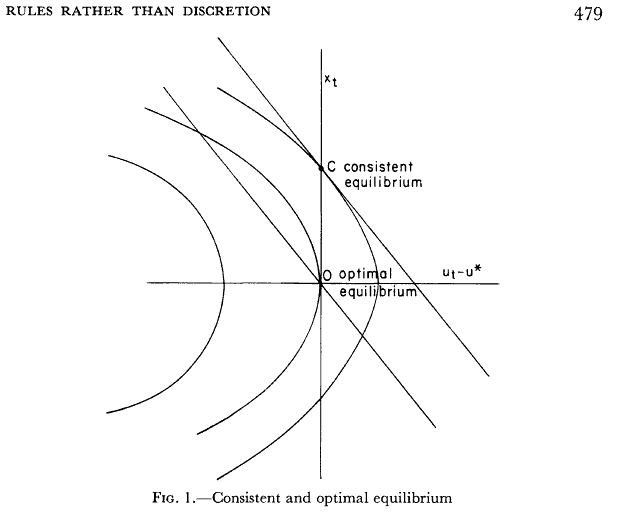 RULES RATHER THAN DISCRETION 479
x_t
C consistent
equilibrium
O optimal
equilibrium
u_t-u*
FIG. 1.—Consistent and optimal equilibrium